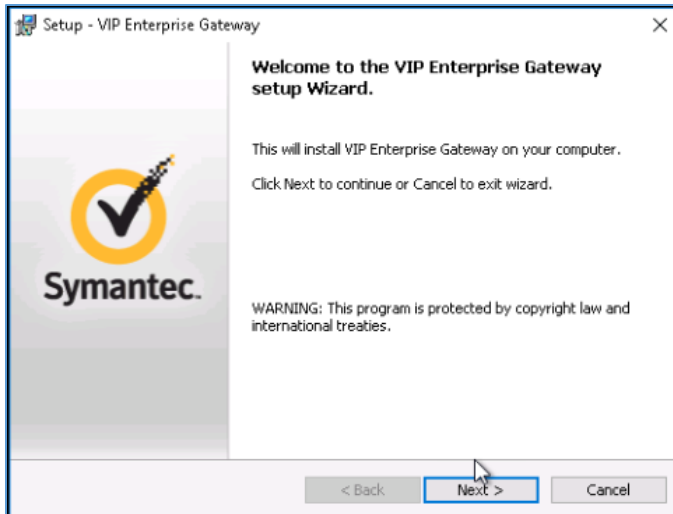 Setup - VIP Enterprise Gateway
Welcome to the VIP Enterprise Gateway
setup Wizard.
This will install VIP Enterprise Gateway on your computer.
Click Next to continue or Cancel to exit wizard.
Symantec.
WARNING: This program is protected by copyright law and
international treaties.
< Back
Next >
Cancel